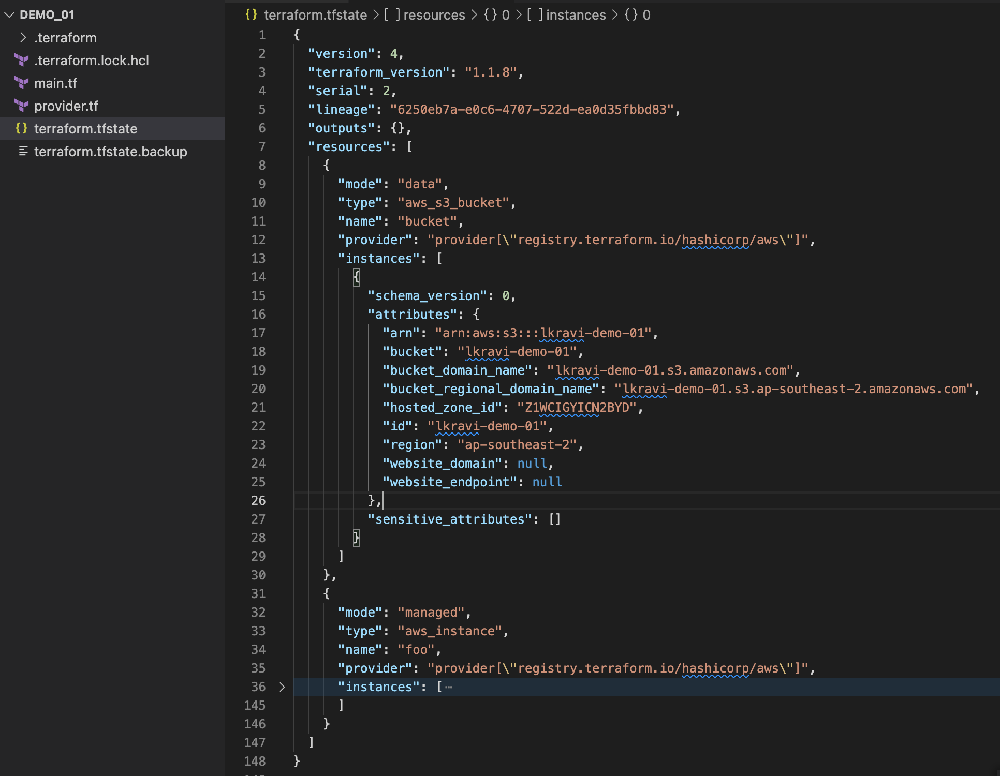 DEMO_01
.terraform
.terraform.lock.hcl
main.tf
provider.tf
{} terraform.tfstate
terraform.tfstate.backup
{} terraform.tfstate > [ ] resources > {} 0 > [ ] instances > {} 0
1 {
2 "version": 4,
3 "terraform_version": "1.1.8",
4 "serial": 2,
5 "lineage": "6250eb7a-e0c6-4707-522d-ea0d35fbbd83",
6 "outputs": {},
7 "resources": [
8 {
9 "mode": "data",
10 "type": "aws_s3_bucket",
11 "name": "bucket",
12 "provider": "provider[\"registry.terraform.io/hashicorp/aws\"]",
13 "instances": [
14 {
15 "schema_version": 0,
16 "attributes": {
17 "arn": "arn:aws:s3:::lkravi-demo-01",
18 "bucket": "lkravi-demo-01",
19 "bucket_domain_name": "lkravi-demo-01.s3.amazonaws.com",
20 "bucket_regional_domain_name": "lkravi-demo-01.s3.ap-southeast-2.amazonaws.com",
21 "hosted_zone_id": "Z1WCIGYICN2BYD",
22 "id": "lkravi-demo-01",
23 "region": "ap-southeast-2",
24 "website_domain": null,
25 "website_endpoint": null
26 },
27 "sensitive_attributes": []
28 }
29 ]
30 },
31 {
32 "mode": "managed",
33 "type": "aws_instance",
34 "name": "foo",
35 "provider": "provider[\"registry.terraform.io/hashicorp/aws\"]",
36 > "instances": [ ⋯
145 ]
146 }
147 ]
148 }